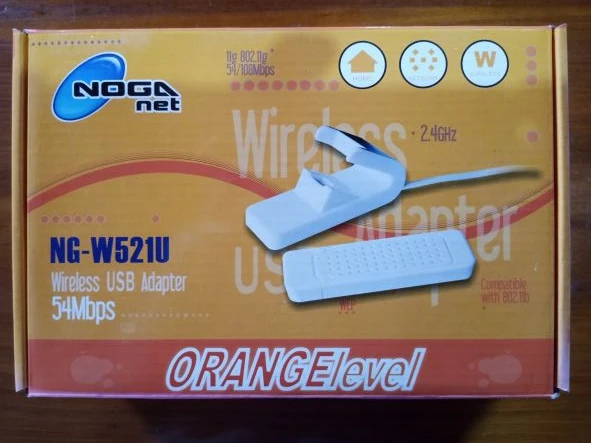 NOGA
net
11g 802.11g+
54/108Mbps
HOME
NETWORK
W
WIRELESS
Wireless
• 2.4GHz
Adapter
NG-W521U
Wireless USB Adapter
54Mbps
US
WEP
Compatible
with 802.11b
ORANGElevel